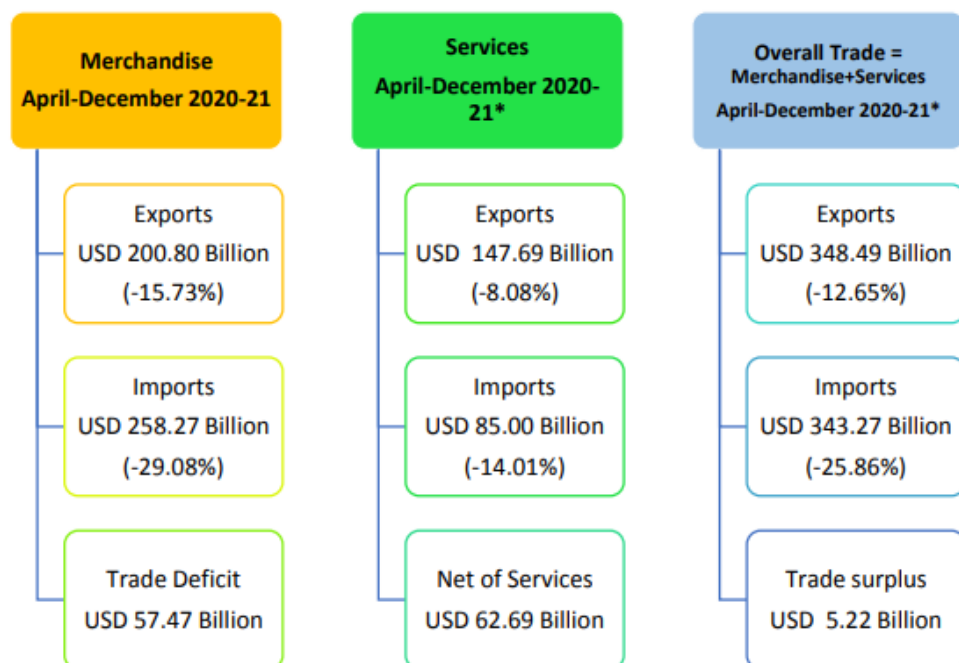 Merchandise
April-December 2020-21
Exports
USD 200.80 Billion
(-15.73%)
Imports
USD 258.27 Billion
(-29.08%)
Trade Deficit
USD 57.47 Billion
Services
April-December 2020-
21*
Exports
USD 147.69 Billion
(-8.08%)
Imports
USD 85.00 Billion
(-14.01%)
Net of Services
USD 62.69 Billion
Overall Trade =
Merchandise+Services
April-December 2020-21*
Exports
USD 348.49 Billion
(-12.65%)
Imports
USD 343.27 Billion
(-25.86%)
Trade surplus
USD 5.22 Billion